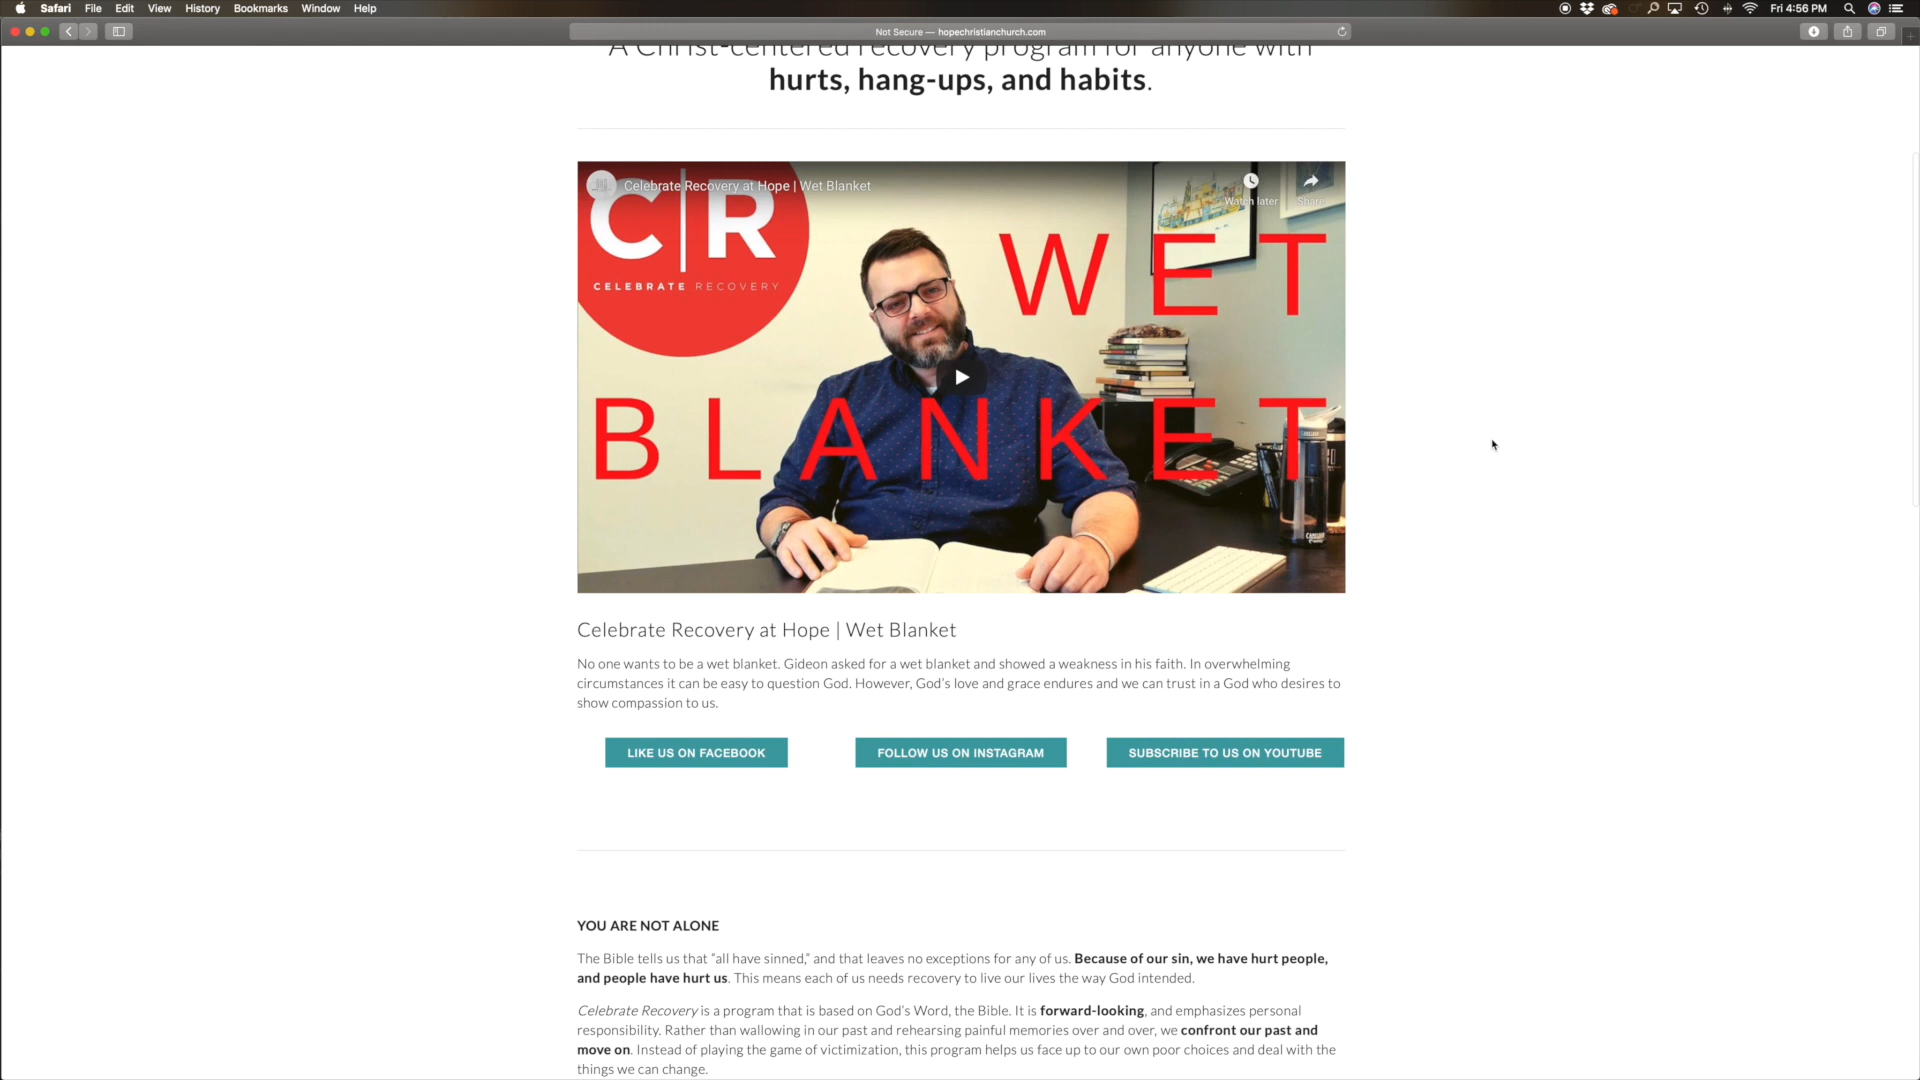 Safari File Edit View History Bookmarks Window Help Fri 4:56 PM
Not Secure — hopechristianchurch.com
A Christ-centered recovery program for anyone with
hurts, hang-ups, and habits.
Celebrate Recovery at Hope | Wet Blanket
Watch later Share
C|R
CELEBRATE RECOVERY
WET
BLANKET
CAMELBAK
Celebrate Recovery at Hope | Wet Blanket
No one wants to be a wet blanket. Gideon asked for a wet blanket and showed a weakness in his faith. In overwhelming
circumstances it can be easy to question God. However, God's love and grace endures and we can trust in a God who desires to
show compassion to us.
LIKE US ON FACEBOOK FOLLOW US ON INSTAGRAM SUBSCRIBE TO US ON YOUTUBE
YOU ARE NOT ALONE
The Bible tells us that “all have sinned,” and that leaves no exceptions for any of us. Because of our sin, we have hurt people,
and people have hurt us. This means each of us needs recovery to live our lives the way God intended.
Celebrate Recovery is a program that is based on God's Word, the Bible. It is forward-looking, and emphasizes personal
responsibility. Rather than wallowing in our past and rehearsing painful memories over and over, we confront our past and
move on. Instead of playing the game of victimization, this program helps us face up to our own poor choices and deal with the
things we can change.